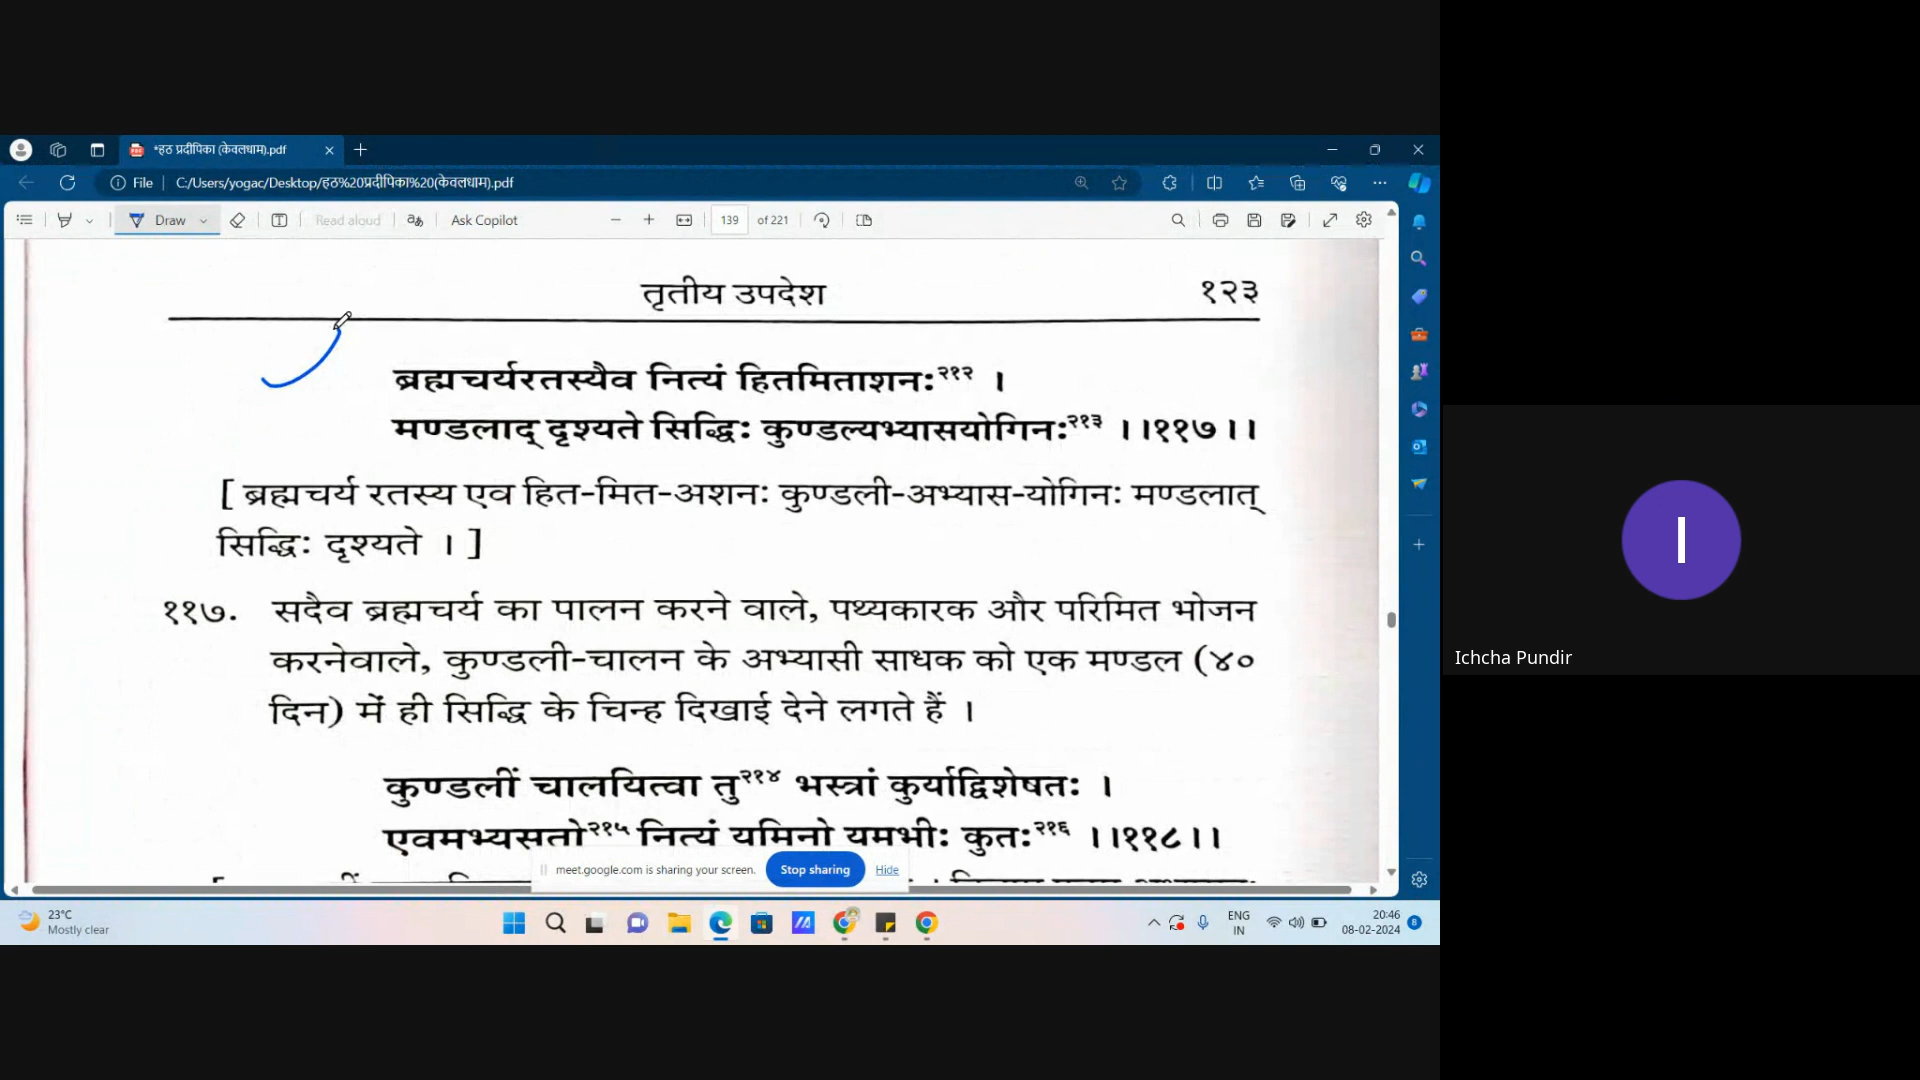 *हठ प्रदीपिका (केवलधाम).pdf
File
C:/Users/yogac/Desktop/हठ%20प्रदीपिका%20(केवलधाम).pdf
Draw
Read aloud
aあ
Ask Copilot
139 of 221
तृतीय उपदेश
१२३
ब्रह्मचर्यरतस्यैव नित्यं हितमिताशनः२१२ ।
मण्डलाद् दृश्यते सिद्धिः कुण्डल्यभ्यासयोगिनः२१३ ।।११७।।
[ ब्रह्मचर्य रतस्य एव हित-मित-अशनः कुण्डली-अभ्यास-योगिनः मण्डलात्
सिद्धिः दृश्यते । ]
११७. सदैव ब्रह्मचर्य का पालन करने वाले, पथ्यकारक और परिमित भोजन
करनेवाले, कुण्डली-चालन के अभ्यासी साधक को एक मण्डल (४०
दिन) में ही सिद्धि के चिन्ह दिखाई देने लगते हैं ।
कुण्डलीं चालयित्वा तु२१४ भस्त्रां कुर्याद्विशेषतः ।
एवमभ्यसतो२१५ नित्यं यमिनो यमभीः कुतः२१६ ।।११८।।
meet.google.com is sharing your screen.
Stop sharing
Hide
23°C
Mostly clear
ENG
IN
20:46
08-02-2024
8
I
Ichcha Pundir